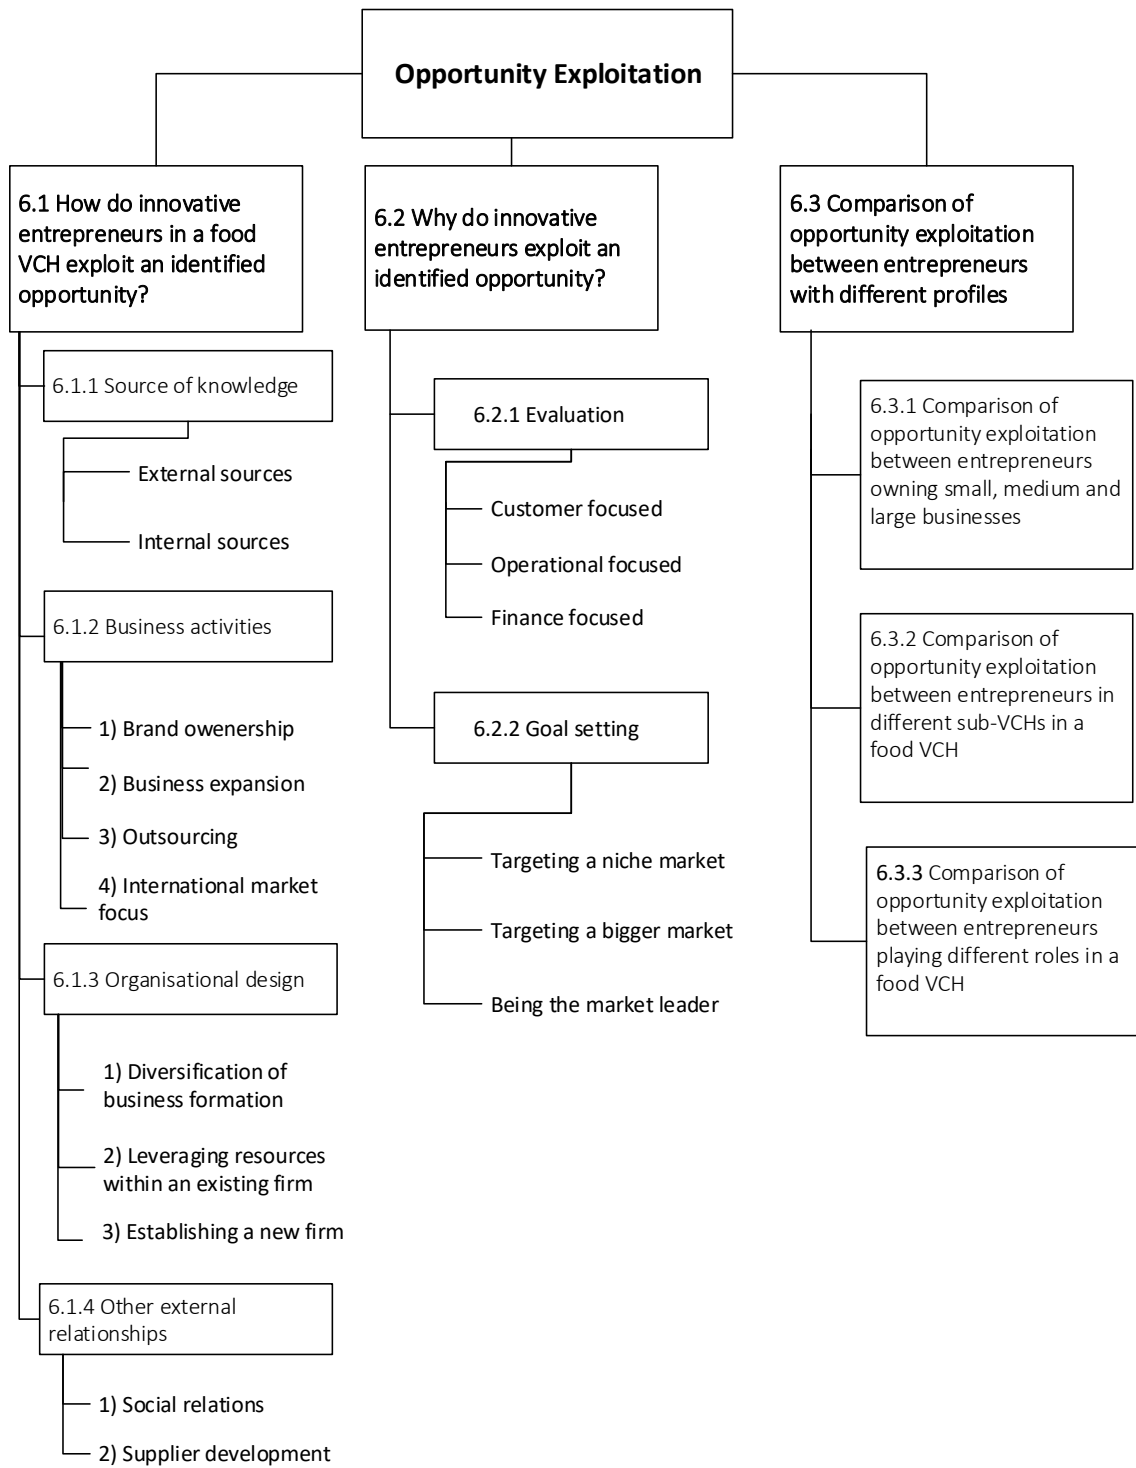 Opportunity Exploitation
6.1 How do innovative
entrepreneurs in a food
VCH exploit an identified
opportunity?
6.1.1 Source of knowledge
External sources
Internal sources
6.1.2 Business activities
1) Brand owenership
2) Business expansion
3) Outsourcing
4) International market
focus
6.1.3 Organisational design
1) Diversification of
business formation
2) Leveraging resources
within an existing firm
3) Establishing a new firm
6.1.4 Other external
relationships
1) Social relations
2) Supplier development
6.2 Why do innovative
entrepreneurs exploit an
identified opportunity?
6.2.1 Evaluation
Customer focused
Operational focused
Finance focused
6.2.2 Goal setting
Targeting a niche market
Targeting a bigger market
Being the market leader
6.3 Comparison of
opportunity exploitation
between entrepreneurs
with different profiles
6.3.1 Comparison of
opportunity exploitation
between entrepreneurs
owning small, medium and
large businesses
6.3.2 Comparison of
opportunity exploitation
between entrepreneurs in
different sub-VCHs in a
food VCH
6.3.3 Comparison of
opportunity exploitation
between entrepreneurs
playing different roles in a
food VCH